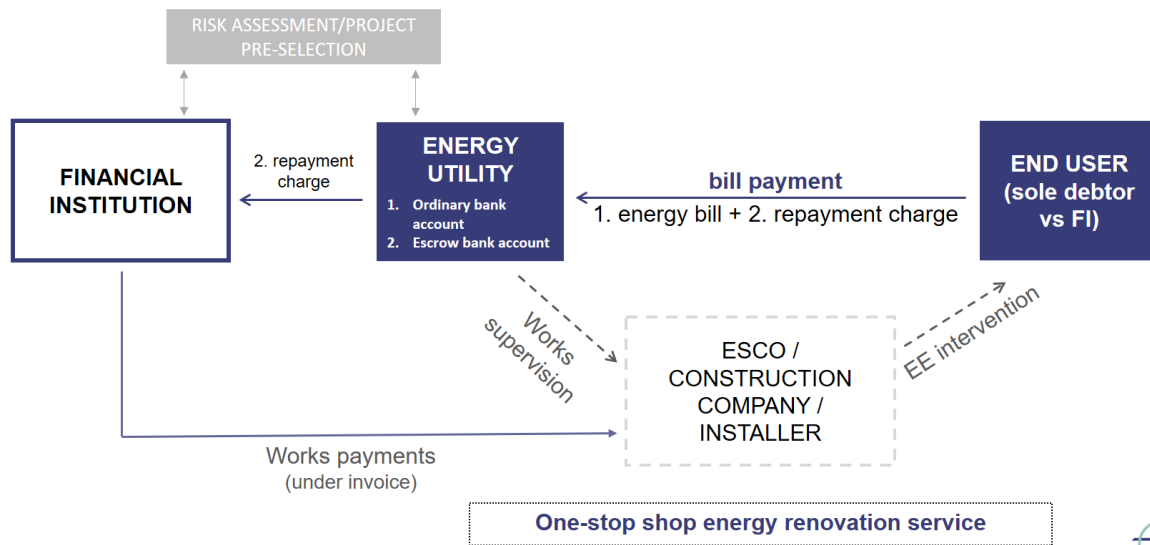 RISK ASSESSMENT/PROJECT
PRE-SELECTION
FINANCIAL
INSTITUTION
2. repayment
charge
ENERGY
UTILITY
1. Ordinary bank
account
2. Escrow bank account
bill payment
1. energy bill + 2. repayment charge
END USER
(sole debtor
vs FI)
Works
supervision
ESCO /
CONSTRUCTION
COMPANY /
INSTALLER
EE intervention
Works payments
(under invoice)
One-stop shop energy renovation service